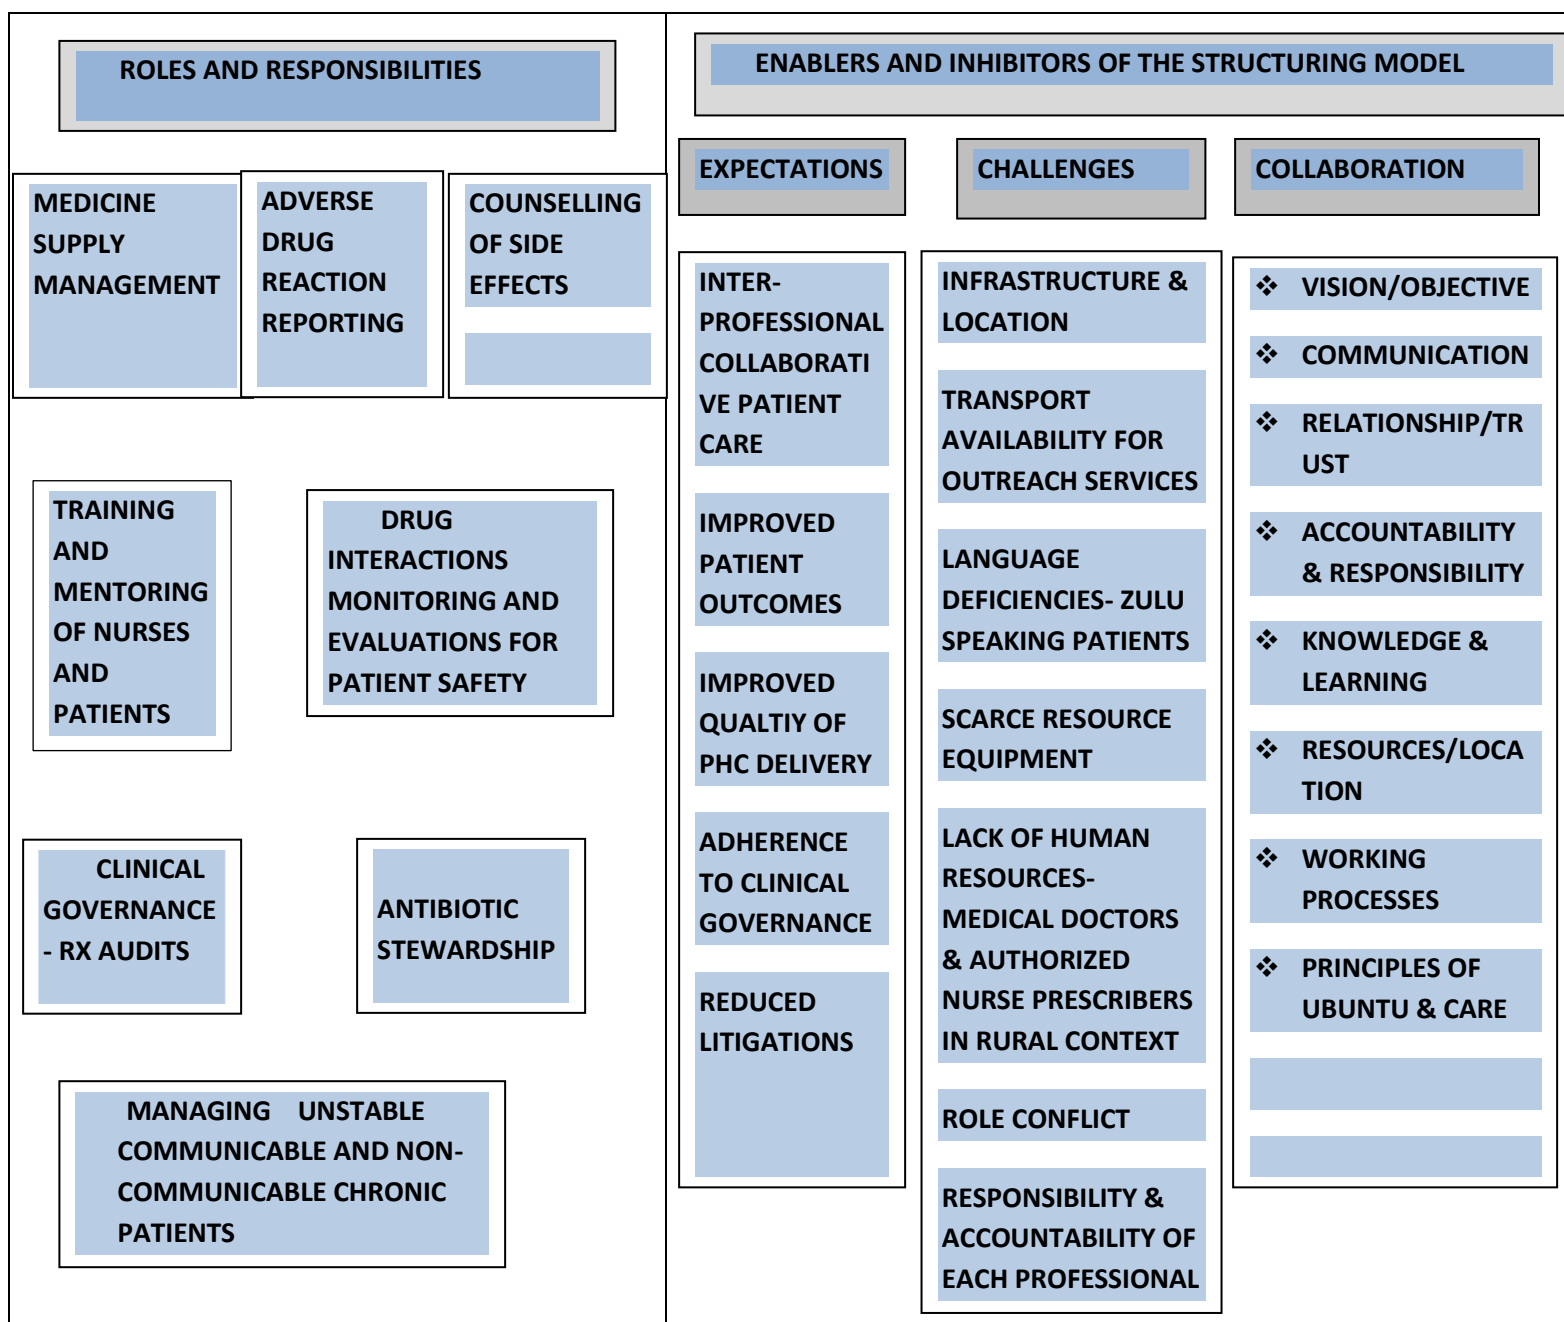 ROLES AND RESPONSIBILITIES
MEDICINE
SUPPLY
MANAGEMENT
ADVERSE
DRUG
REACTION
REPORTING
COUNSELLING
OF SIDE
EFFECTS
TRAINING
AND
MENTORING
OF NURSES
AND
PATIENTS
DRUG
INTERACTIONS
MONITORING AND
EVALUATIONS FOR
PATIENT SAFETY
CLINICAL
GOVERNANCE
- RX AUDITS
ANTIBIOTIC
STEWARDSHIP
MANAGING UNSTABLE
COMMUNICABLE AND NON-
COMMUNICABLE CHRONIC
PATIENTS
ENABLERS AND INHIBITORS OF THE STRUCTURING MODEL
EXPECTATIONS
INTER-
PROFESSIONAL
COLLABORATI
VE PATIENT
CARE
IMPROVED
PATIENT
OUTCOMES
IMPROVED
QUALTIY OF
PHC DELIVERY
ADHERENCE
TO CLINICAL
GOVERNANCE
REDUCED
LITIGATIONS
CHALLENGES
INFRASTRUCTURE &
LOCATION
TRANSPORT
AVAILABILITY FOR
OUTREACH SERVICES
LANGUAGE
DEFICIENCIES- ZULU
SPEAKING PATIENTS
SCARCE RESOURCE
EQUIPMENT
LACK OF HUMAN
RESOURCES-
MEDICAL DOCTORS
& AUTHORIZED
NURSE PRESCRIBERS
IN RURAL CONTEXT
ROLE CONFLICT
RESPONSIBILITY &
ACCOUNTABILITY OF
EACH PROFESSIONAL
COLLABORATION
❖ VISION/OBJECTIVE
❖ COMMUNICATION
❖ RELATIONSHIP/TR
UST
❖ ACCOUNTABILITY
& RESPONSIBILITY
❖ KNOWLEDGE &
LEARNING
❖ RESOURCES/LOCA
TION
❖ WORKING
PROCESSES
❖ PRINCIPLES OF
UBUNTU & CARE